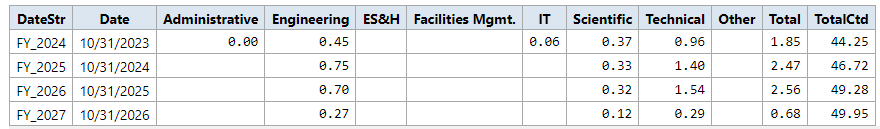 DateStr Date Administrative Engineering ES&H Facilities Mgmt. IT Scientific Technical Other Total TotalCtd
FY_2024 10/31/2023 0.00 0.45 0.06 0.37 0.96 1.85 44.25
FY_2025 10/31/2024 0.75 0.33 1.40 2.47 46.72
FY_2026 10/31/2025 0.70 0.32 1.54 2.56 49.28
FY_2027 10/31/2026 0.27 0.12 0.29 0.68 49.95